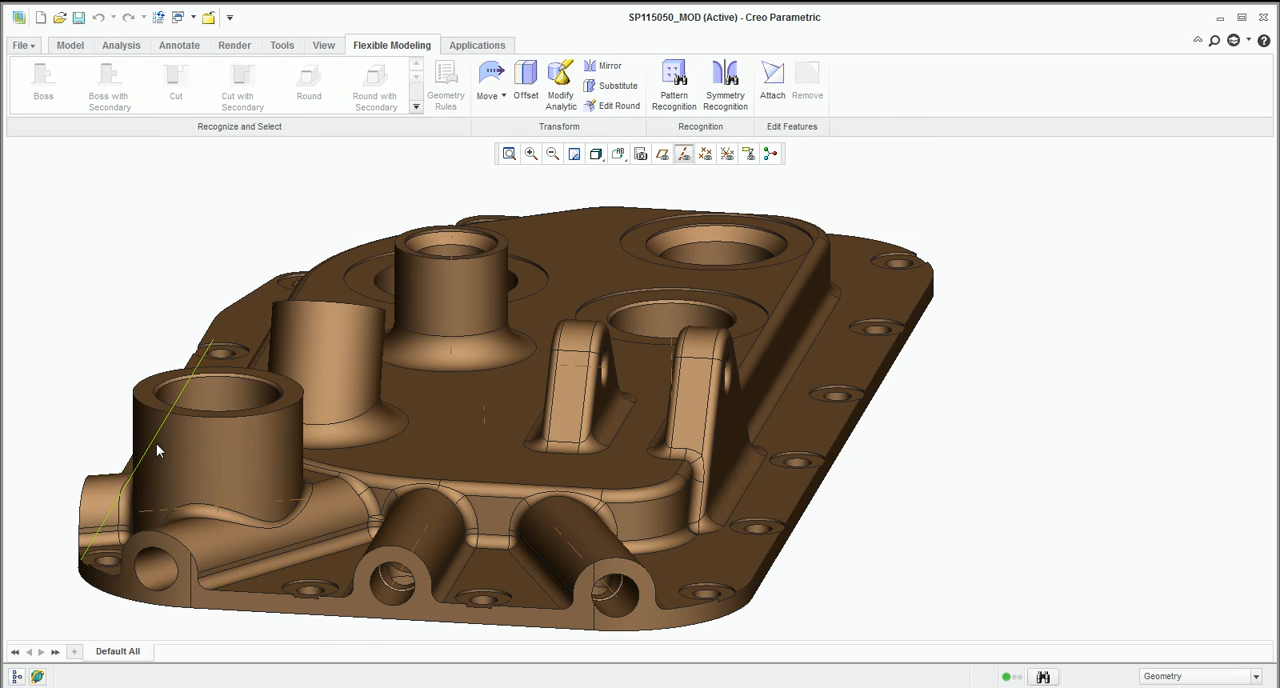 SP115050_MOD (Active) - Creo Parametric
File Model Analysis Annotate Render Tools View Flexible Modeling Applications
Boss
Boss with
Secondary
Cut
Cut with
Secondary
Round
Round with
Secondary
Geometry
Rules
Move
Offset
Modify
Analytic
Mirror
Substitute
Edit Round
Pattern
Recognition
Symmetry
Recognition
Attach
Remove
Recognize and Select
Transform
Recognition
Edit Features
Default All
Geometry